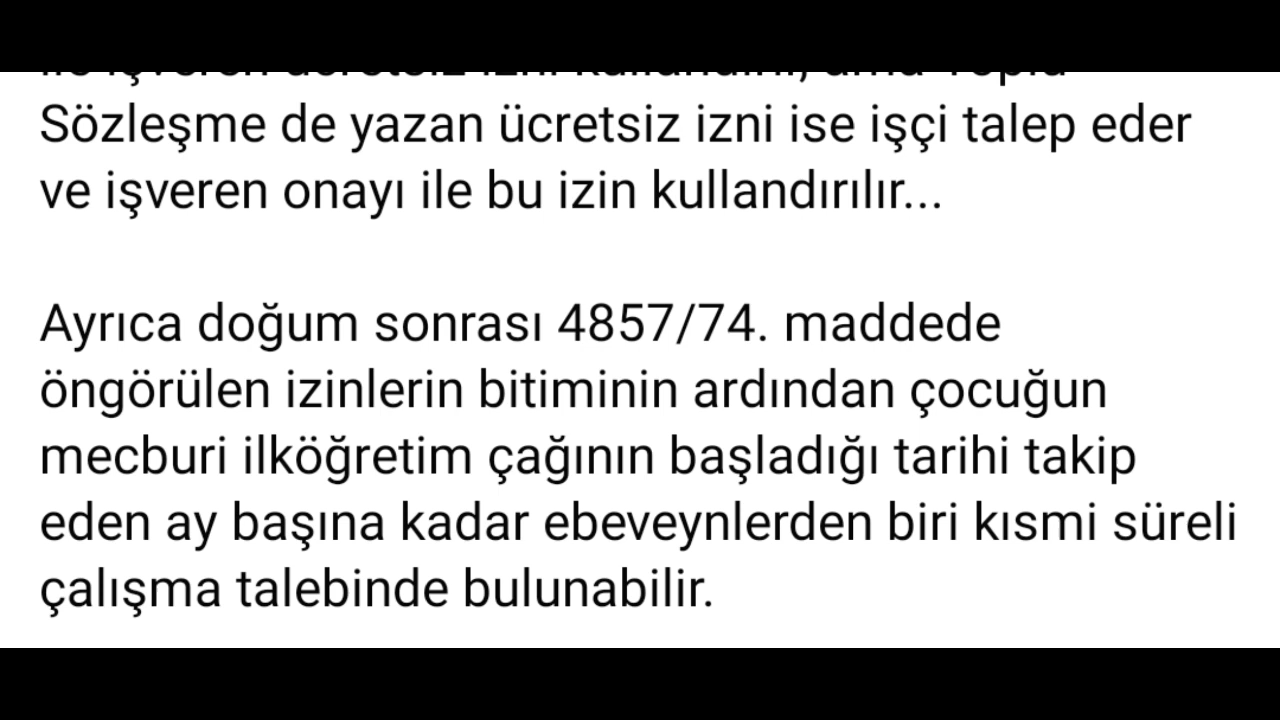 Sözleşme de yazan ücretsiz izni ise işçi talep eder
ve işveren onayı ile bu izin kullandırılır...
Ayrıca doğum sonrası 4857/74. maddede
öngörülen izinlerin bitiminin ardından çocuğun
mecburi ilköğretim çağının başladığı tarihi takip
eden ay başına kadar ebeveynlerden biri kısmi süreli
çalışma talebinde bulunabilir.